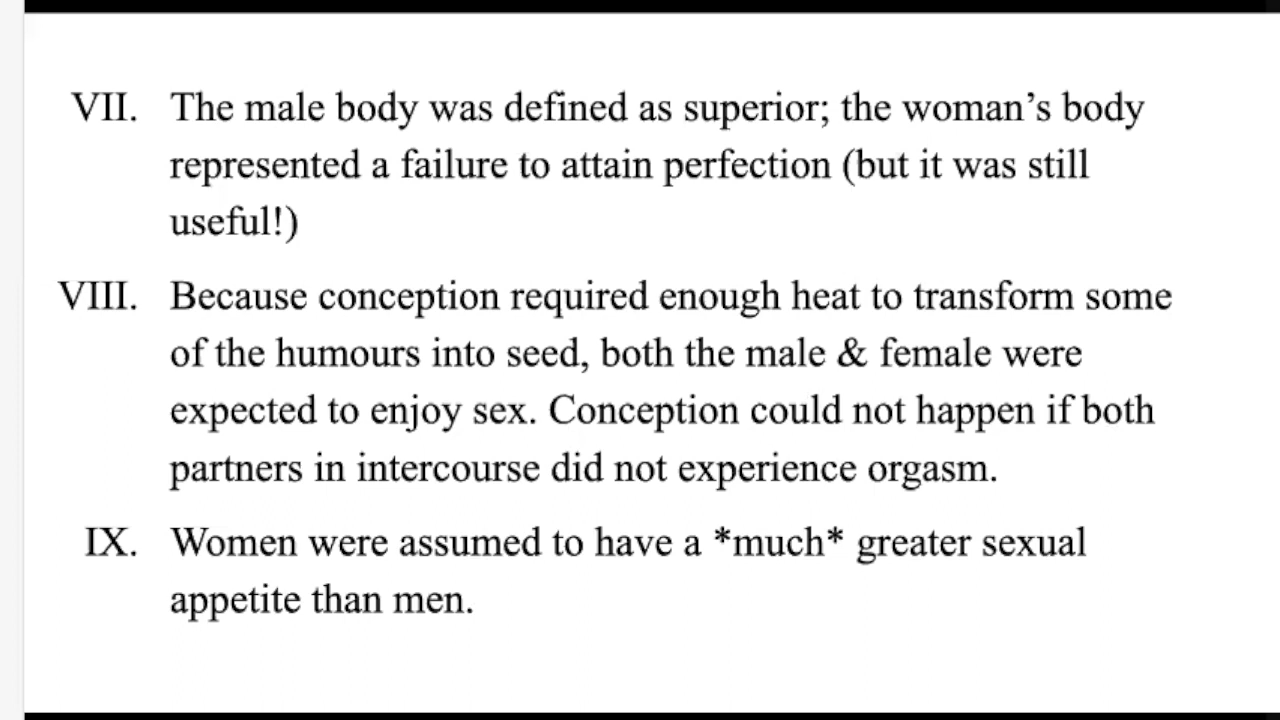 VII. The male body was defined as superior; the woman’s body
represented a failure to attain perfection (but it was still
useful!)
VIII. Because conception required enough heat to transform some
of the humours into seed, both the male & female were
expected to enjoy sex. Conception could not happen if both
partners in intercourse did not experience orgasm.
IX. Women were assumed to have a *much* greater sexual
appetite than men.